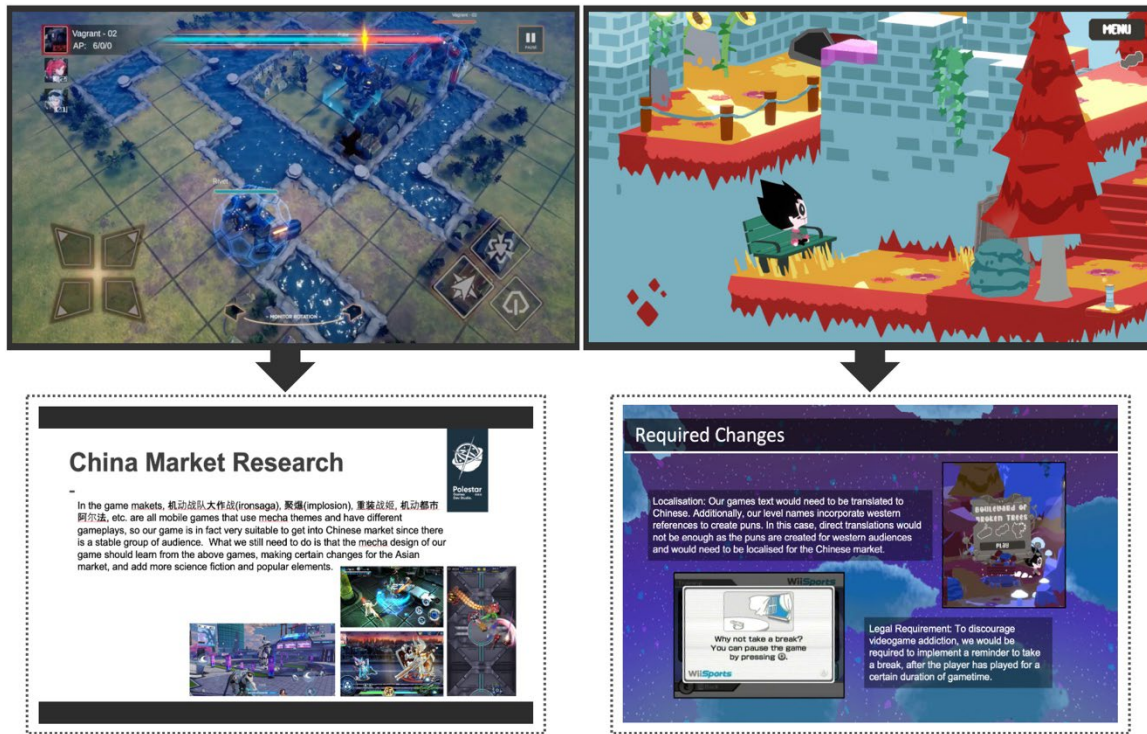 Vagrant - 02
AP: 6/0/0
Vagrant - 02
PAUSE
Rhet
- MONITOR ROTATION -
MENU
China Market Research
-
In the game makets, 机动战队大作战(ironsaga), 聚爆(implosion), 重装战姬, 机动都市
阿尔法, etc. are all mobile games that use mecha themes and have different
gameplays, so our game is in fact very suitable to get into Chinese market since there
is a stable group of audience.  What we still need to do is that the mecha design of our
game should learn from the above games, making certain changes for the Asian
market, and add more science fiction and popular elements.
Polestar
Required Changes
Localisation: Our games text would need to be translated to
Chinese. Additionally, our level names incorporate western
references to create puns. In this case, direct translations would
not be enough as the puns are created for western audiences
and would need to be localised for the Chinese market.
BOULEVARD OF
BROKEN TREES
PLAY
WiiSports
Why not take a break?
You can pause the game
by pressing
WiiSports
Legal Requirement: To discourage
videogame addiction, we would be
required to implement a reminder to take
a break, after the player has played for a
certain duration of gametime.